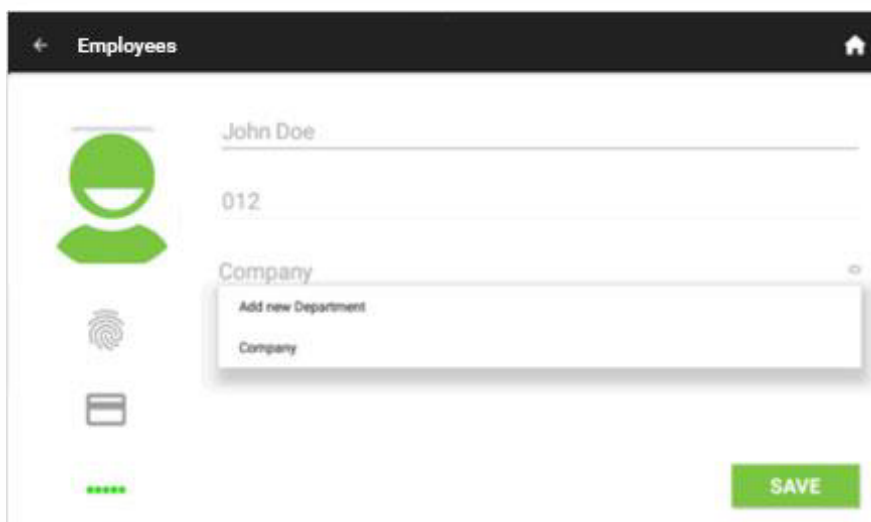 Employees
John Doe
012
Company
Add new Department
Company
SAVE